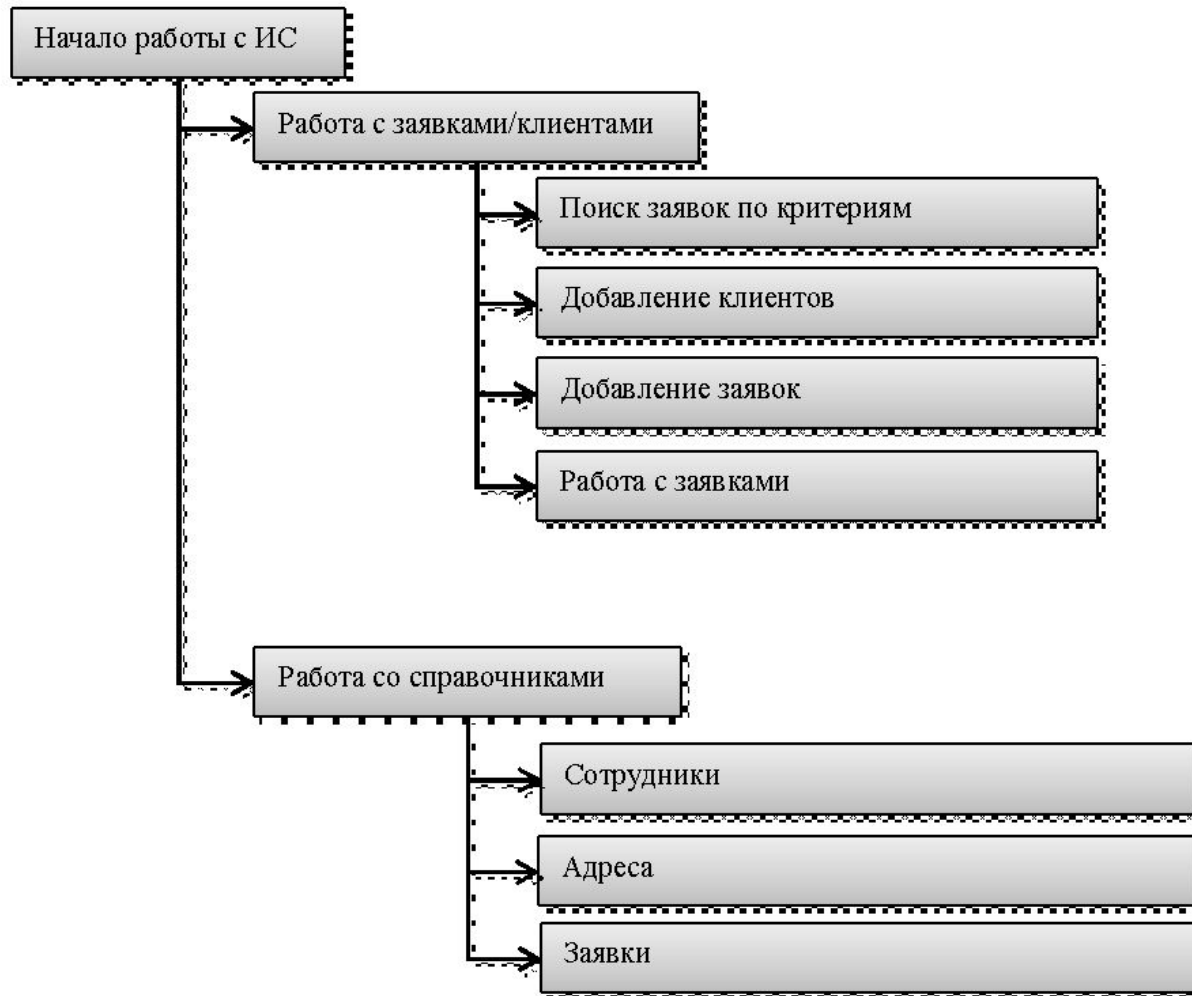 Начало работы с ИС
Работа с заявками/клиентами
Поиск заявок по критериям
Добавление клиентов
Добавление заявок
Работа с заявками
Работа со справочниками
Сотрудники
Адреса
Заявки